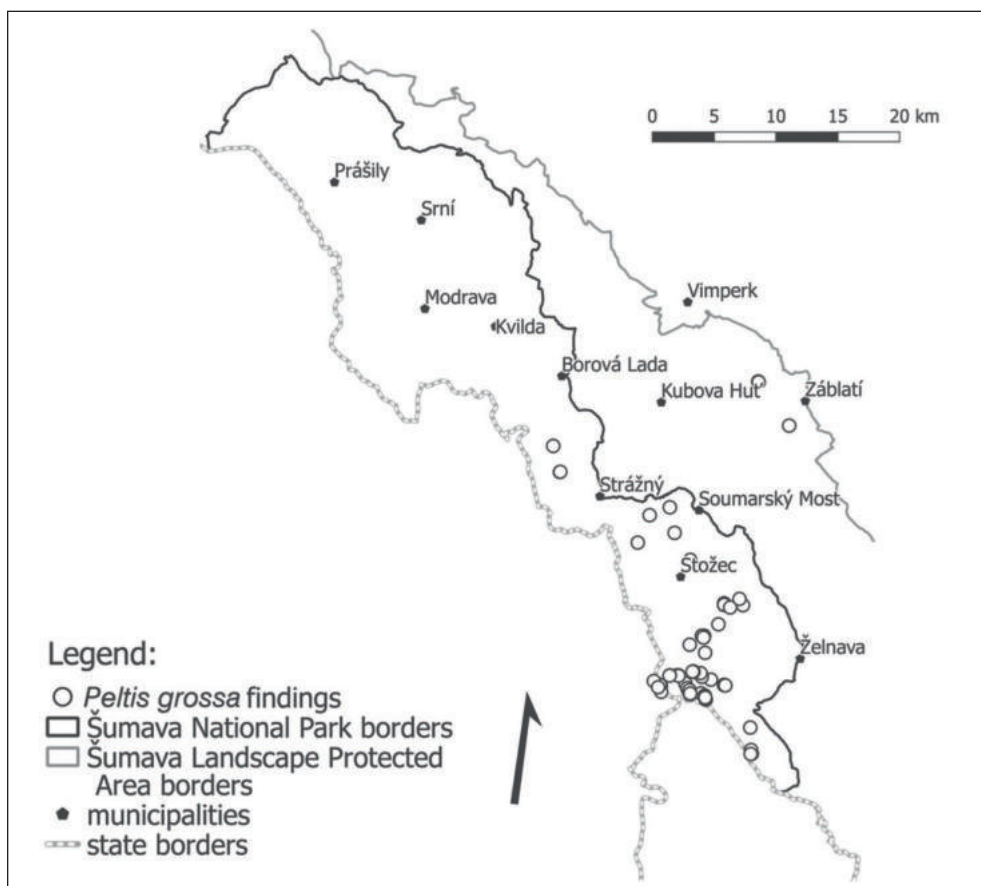 0 5 10 15 20 km
Prášily
Srní
Vimperk
Modrava
Kvilda
Borová Lada
Kubova Huť
Záblatí
Strážný
Soumarský Most
Stožec
Želnava
Legend:
Peltis grossa findings
Šumava National Park borders
Šumava Landscape Protected
Area borders
municipalities
state borders